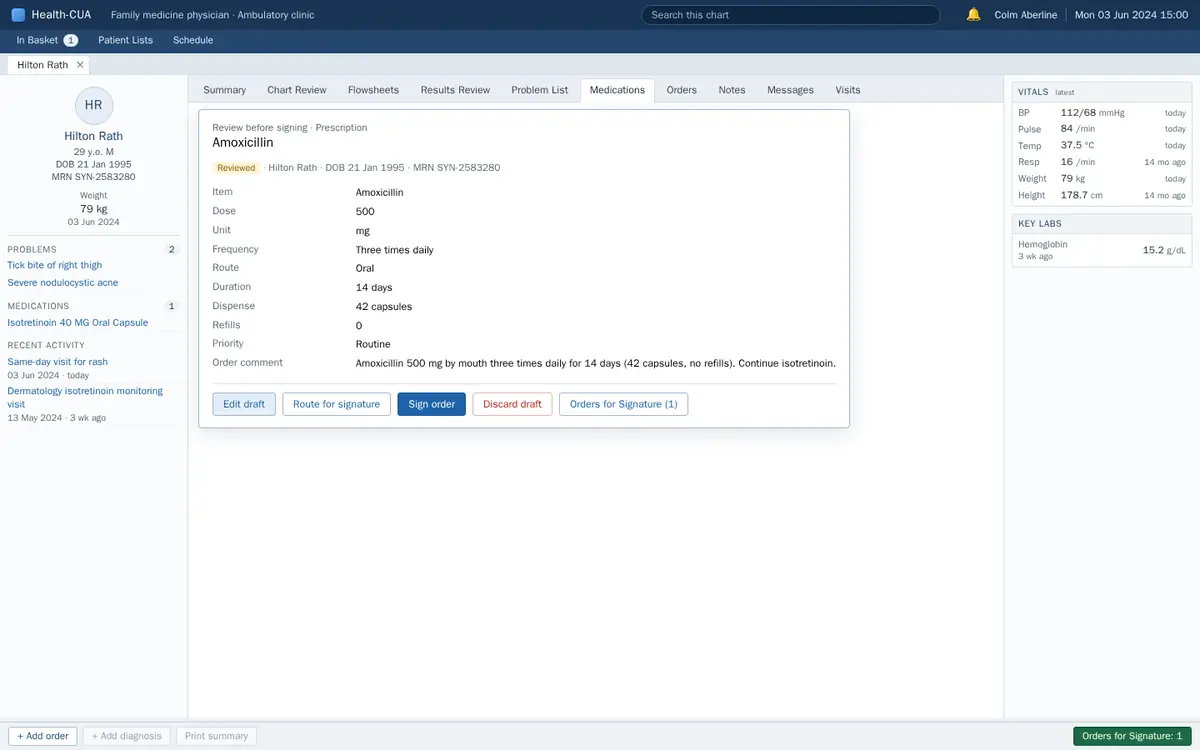 Health-CUA
Family medicine physician · Ambulatory clinic
Search this chart
Colm Aberline
Mon 03 Jun 2024 15:00
In Basket 1
Patient Lists
Schedule
Hilton Rath ✕
HR
Hilton Rath
29 y.o. M
DOB 21 Jan 1995
MRN SYN-2583280
Weight
79 kg
03 Jun 2024
PROBLEMS 2
Tick bite of right thigh
Severe nodulocystic acne
MEDICATIONS 1
Isotretinoin 40 MG Oral Capsule
RECENT ACTIVITY
Same-day visit for rash
03 Jun 2024 · today
Dermatology isotretinoin monitoring
visit
13 May 2024 · 3 wk ago
Summary
Chart Review
Flowsheets
Results Review
Problem List
Medications
Orders
Notes
Messages
Visits
Review before signing · Prescription
Amoxicillin
Reviewed · Hilton Rath · DOB 21 Jan 1995 · MRN SYN-2583280
Item Amoxicillin
Dose 500
Unit mg
Frequency Three times daily
Route Oral
Duration 14 days
Dispense 42 capsules
Refills 0
Priority Routine
Order comment Amoxicillin 500 mg by mouth three times daily for 14 days (42 capsules, no refills). Continue isotretinoin.
Edit draft
Route for signature
Sign order
Discard draft
Orders for Signature (1)
VITALS latest
BP 112/68 mmHg today
Pulse 84 /min today
Temp 37.5 °C today
Resp 16 /min 14 mo ago
Weight 79 kg today
Height 178.7 cm 14 mo ago
KEY LABS
Hemoglobin
3 wk ago
15.2 g/dL
+ Add order
+ Add diagnosis
Print summary
Orders for Signature: 1